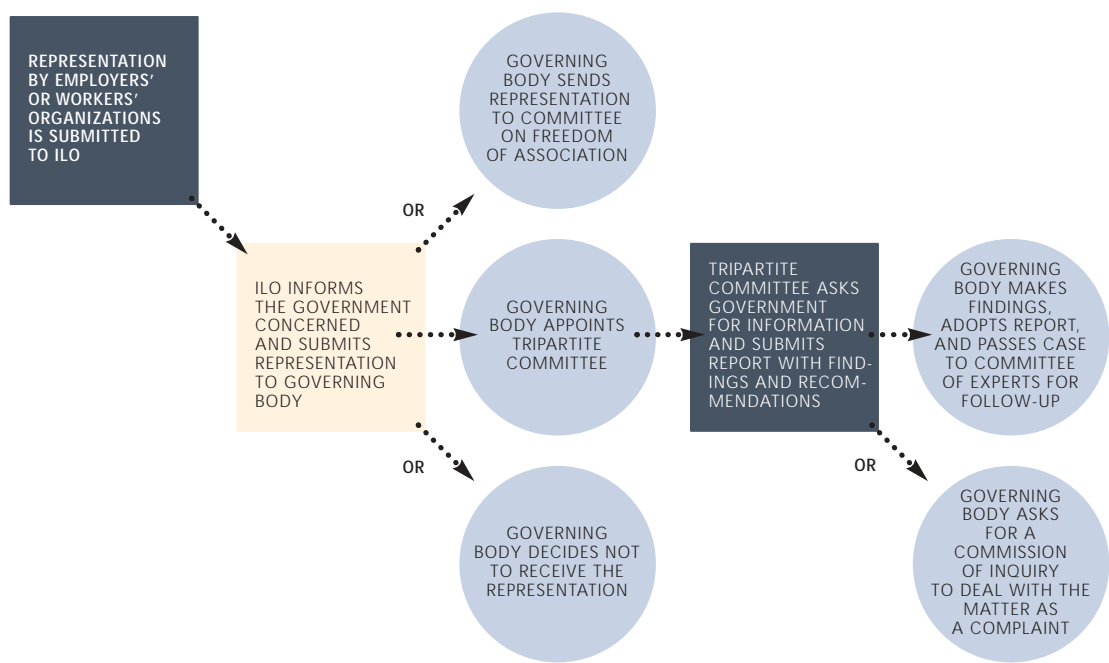 REPRESENTATION
BY EMPLOYERS'
OR WORKERS'
ORGANIZATIONS
IS SUBMITTED
TO ILO
GOVERNING
BODY SENDS
REPRESENTATION
TO COMMITTEE
ON FREEDOM
OF ASSOCIATION
OR
ILO INFORMS
THE GOVERNMENT
CONCERNED
AND SUBMITS
REPRESENTATION
TO GOVERNING
BODY
GOVERNING
BODY APPOINTS
TRIPARTITE
COMMITTEE
TRIPARTITE
COMMITTEE ASKS
GOVERNMENT
FOR INFORMATION
AND SUBMITS
REPORT WITH FIND-
INGS AND RECOM-
MENDATIONS
GOVERNING
BODY MAKES
FINDINGS,
ADOPTS REPORT,
AND PASSES CASE
TO COMMITTEE
OF EXPERTS FOR
FOLLOW-UP
OR
GOVERNING
BODY DECIDES NOT
TO RECEIVE THE
REPRESENTATION
OR
GOVERNING
BODY ASKS
FOR A
COMMISSION
OF INQUIRY
TO DEAL WITH THE
MATTER AS
A COMPLAINT